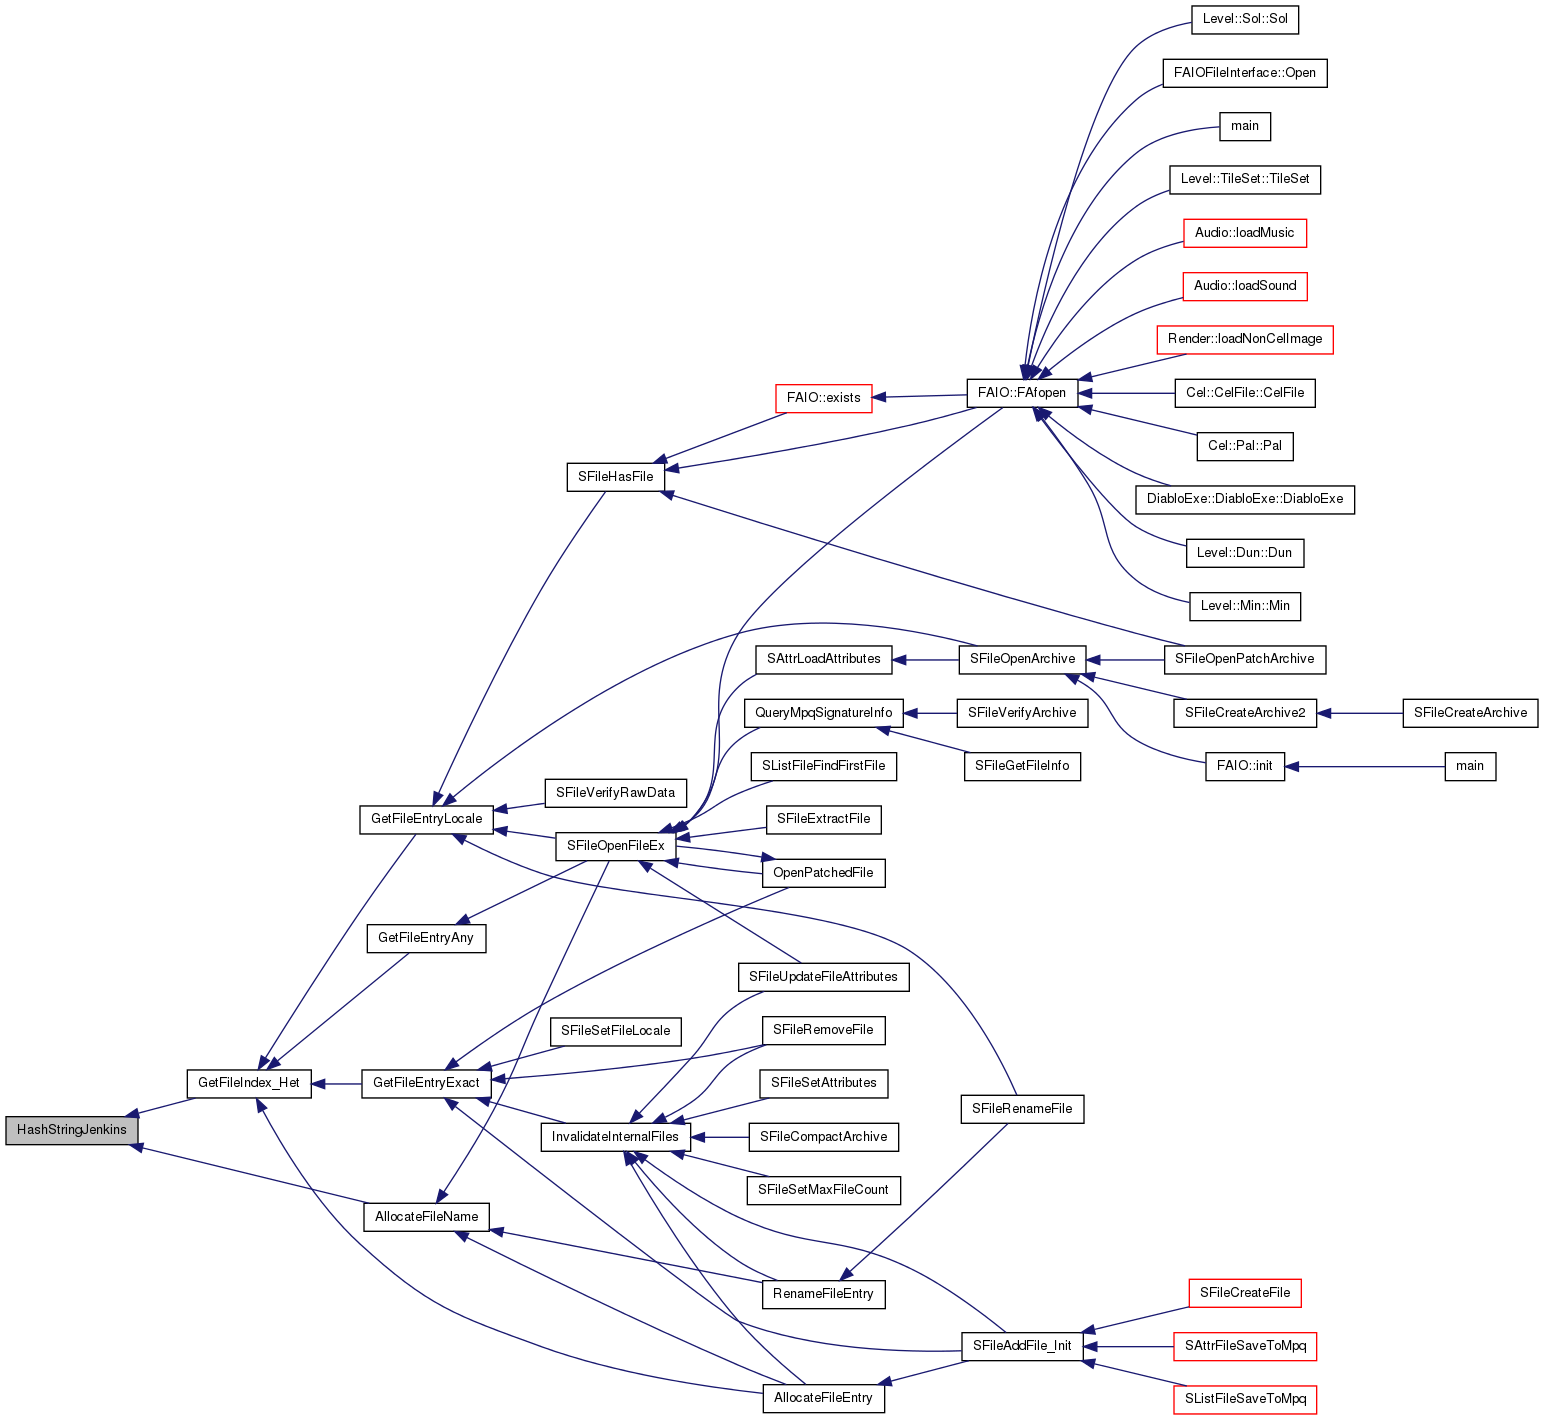 Level::Sol::Sol
FAIOFileInterface::Open
main
Level::TileSet::TileSet
Audio::loadMusic
Audio::loadSound
Render::loadNonCelImage
FAIO::exists
FAIO::FAfopen
Cel::CelFile::CelFile
Cel::Pal::Pal
SFileHasFile
DiabloExe::DiabloExe::DiabloExe
Level::Dun::Dun
Level::Min::Min
SAttrLoadAttributes
SFileOpenArchive
SFileOpenPatchArchive
QueryMpqSignatureInfo
SFileVerifyArchive
SFileCreateArchive2
SFileCreateArchive
SListFileFindFirstFile
SFileGetFileInfo
FAIO::init
main
SFileVerifyRawData
GetFileEntryLocale
SFileExtractFile
SFileOpenFileEx
OpenPatchedFile
GetFileEntryAny
SFileUpdateFileAttributes
SFileSetFileLocale
SFileRemoveFile
GetFileIndex_Het
GetFileEntryExact
SFileSetAttributes
SFileRenameFile
HashStringJenkins
InvalidateInternalFiles
SFileCompactArchive
SFileSetMaxFileCount
AllocateFileName
RenameFileEntry
SFileCreateFile
SFileAddFile_Init
SAttrFileSaveToMpq
AllocateFileEntry
SListFileSaveToMpq